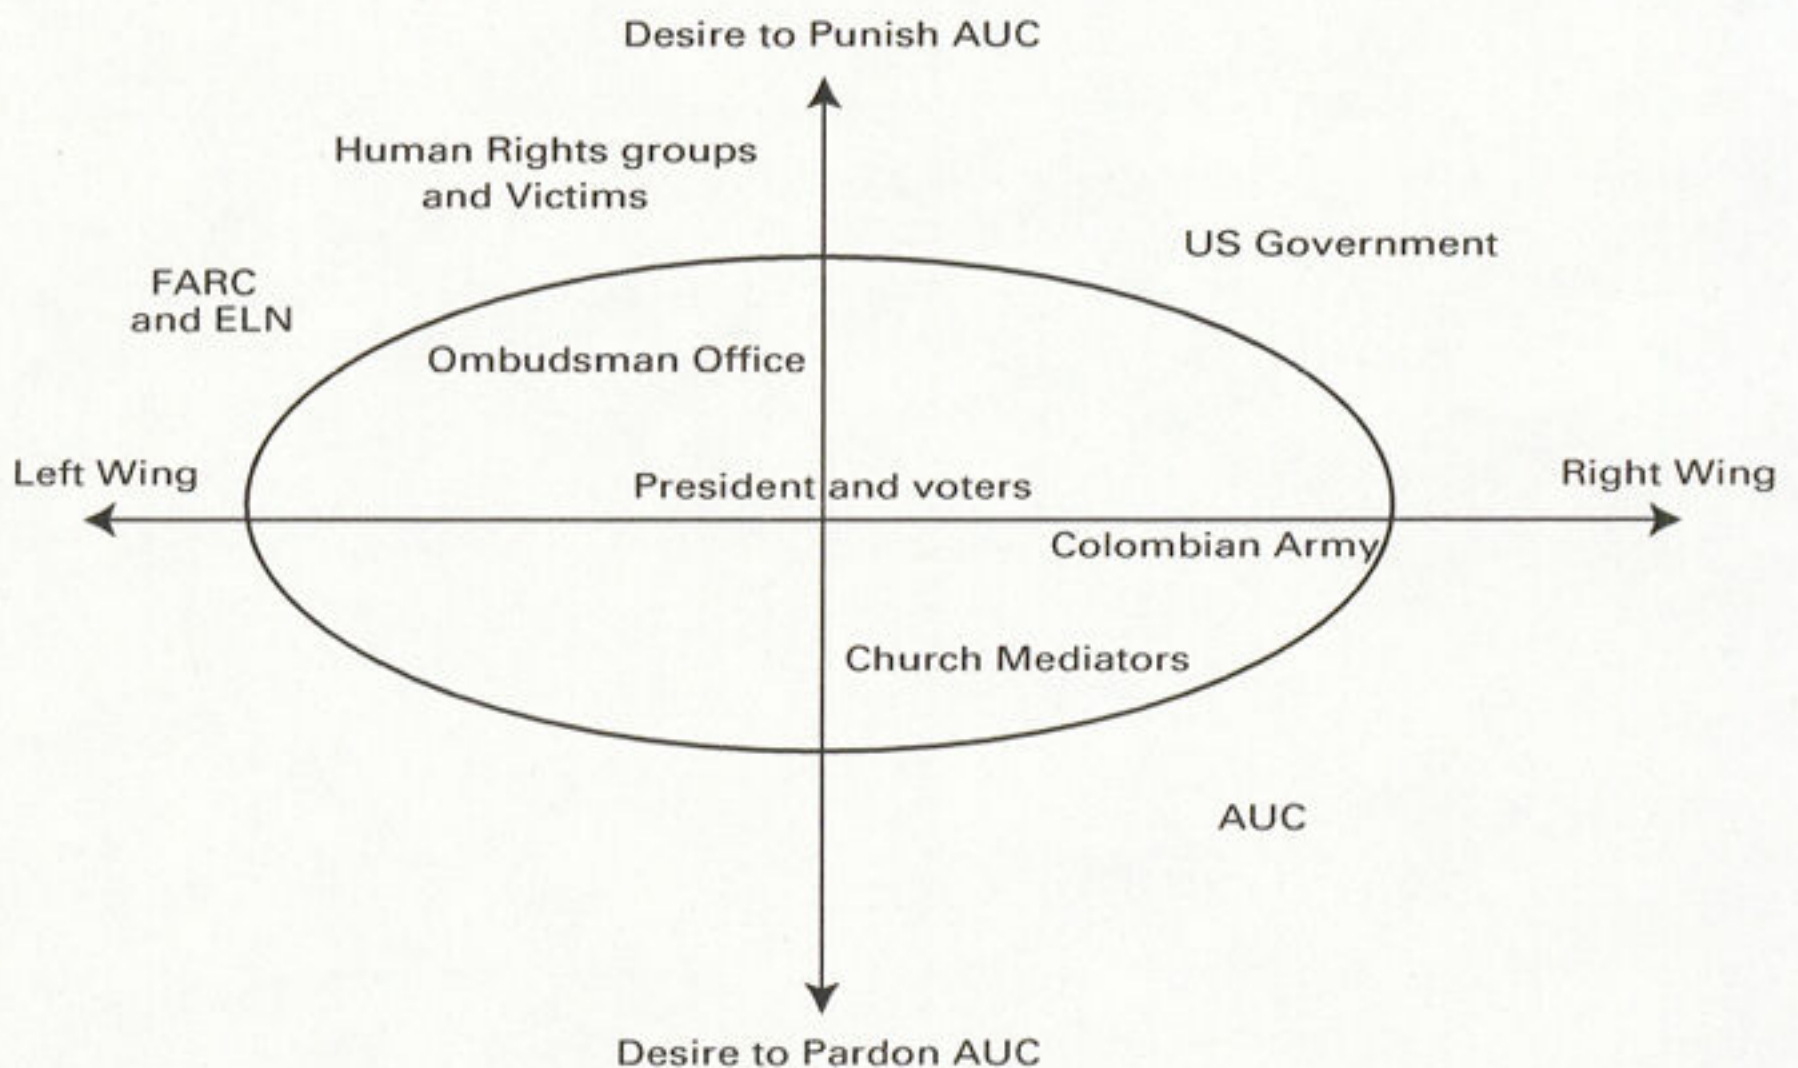 Desire to Punish AUC
Human Rights groups
and Victims
US Government
FARC
and ELN
Ombudsman Office
Left Wing
President and voters
Right Wing
Colombian Army
Church Mediators
AUC
Desire to Pardon AUC